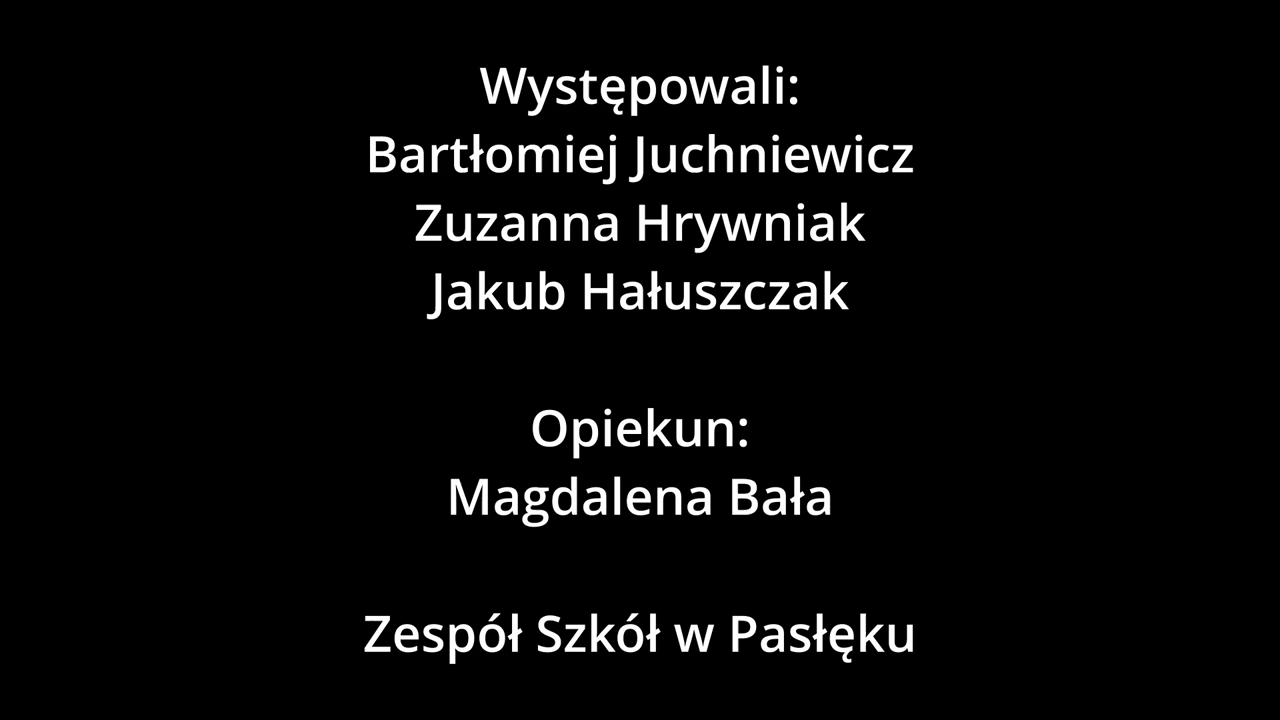 Występowali:
Bartłomiej Juchniewicz
Zuzanna Hrywniak
Jakub Hałuszczak
Opiekun:
Magdalena Bała
Zespół Szkół w Pasłęku